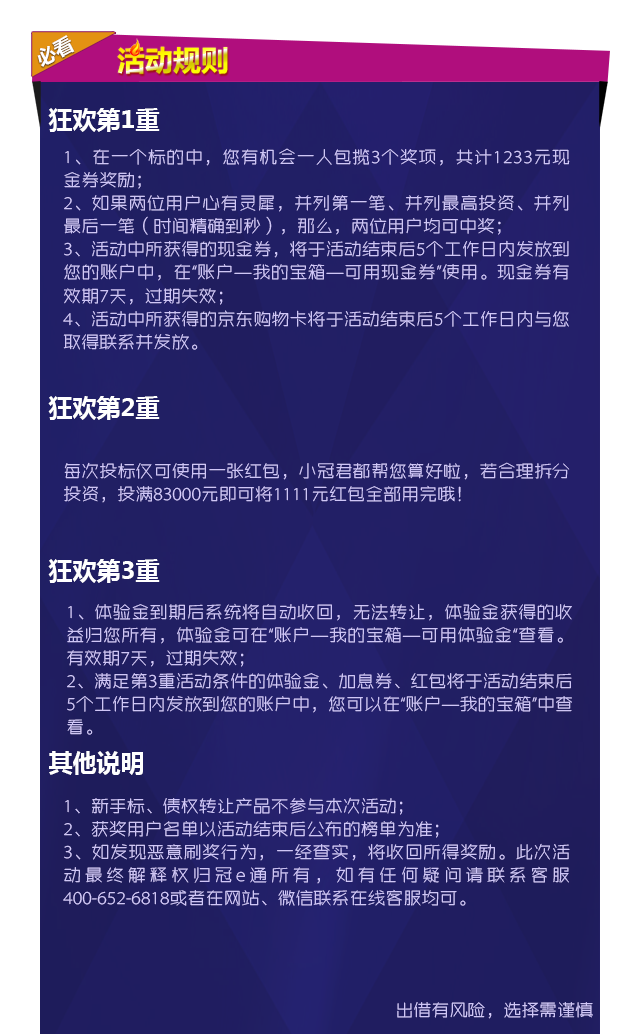 必看
活动规则
狂欢第1重
1、在一个标的中，您有机会一人包揽3个奖项，共计1233元现
金券奖励；
2、如果两位用户心有灵犀，并列第一笔、并列最高投资、并列
最后一笔（时间精确到秒），那么，两位用户均可中奖；
3、活动中所获得的现金券，将于活动结束后5个工作日内发放到
您的账户中，在“账户—我的宝箱—可用现金券”使用。现金券有
效期7天，过期失效；
4、活动中所获得的京东购物卡将于活动结束后5个工作日内与您
取得联系并发放。
狂欢第2重
每次投标仅可使用一张红包，小冠君都帮您算好啦，若合理拆分
投资，投满83000元即可将1111元红包全部用完哦！
狂欢第3重
1、体验金到期后系统将自动收回，无法转让，体验金获得的收
益归您所有，体验金可在“账户—我的宝箱—可用体验金”查看。
有效期7天，过期失效；
2、满足第3重活动条件的体验金、加息券、红包将于活动结束后
5个工作日内发放到您的账户中，您可以在“账户—我的宝箱”中查
看。
其他说明
1、新手标、债权转让产品不参与本次活动；
2、获奖用户名单以活动结束后公布的榜单为准；
3、如发现恶意刷奖行为，一经查实，将收回所得奖励。此次活
动最终解释权归冠e通所有，如有任何疑问请联系客服
400-652-6818或者在网站、微信联系在线客服均可。
出借有风险，选择需谨慎